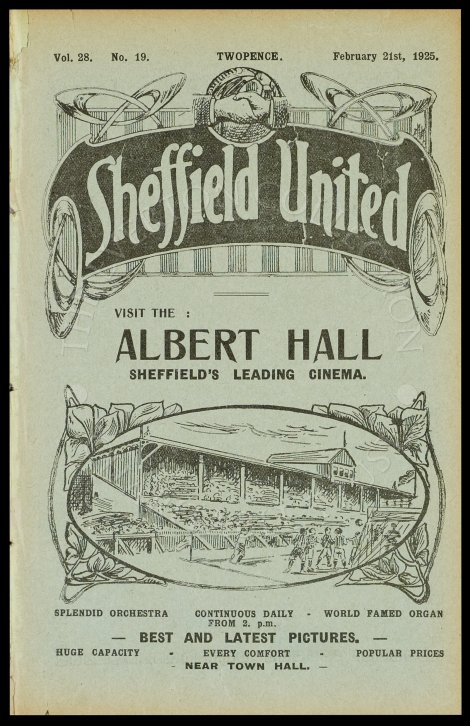 Vol. 28. No. 19. TWOPENCE. February 21st, 1925.
Sheffield United
VISIT THE :
ALBERT HALL
SHEFFIELD'S LEADING CINEMA.
SPLENDID ORCHESTRA CONTINUOUS DAILY - WORLD FAMED ORGAN
FROM 2. p.m.
— BEST AND LATEST PICTURES. —
HUGE CAPACITY - EVERY COMFORT - POPULAR PRICES
- NEAR TOWN HALL. -